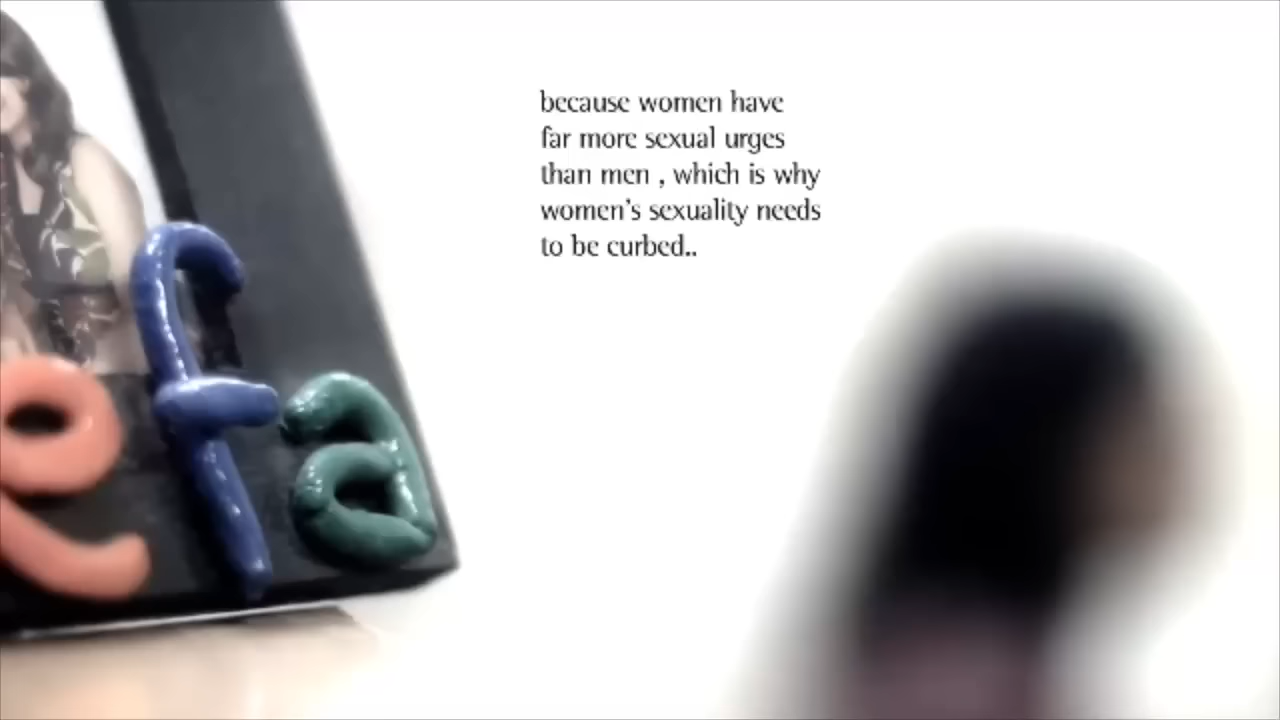 because women have
far more sexual urges
than men , which is why
women's sexuality needs
to be curbed..
efa